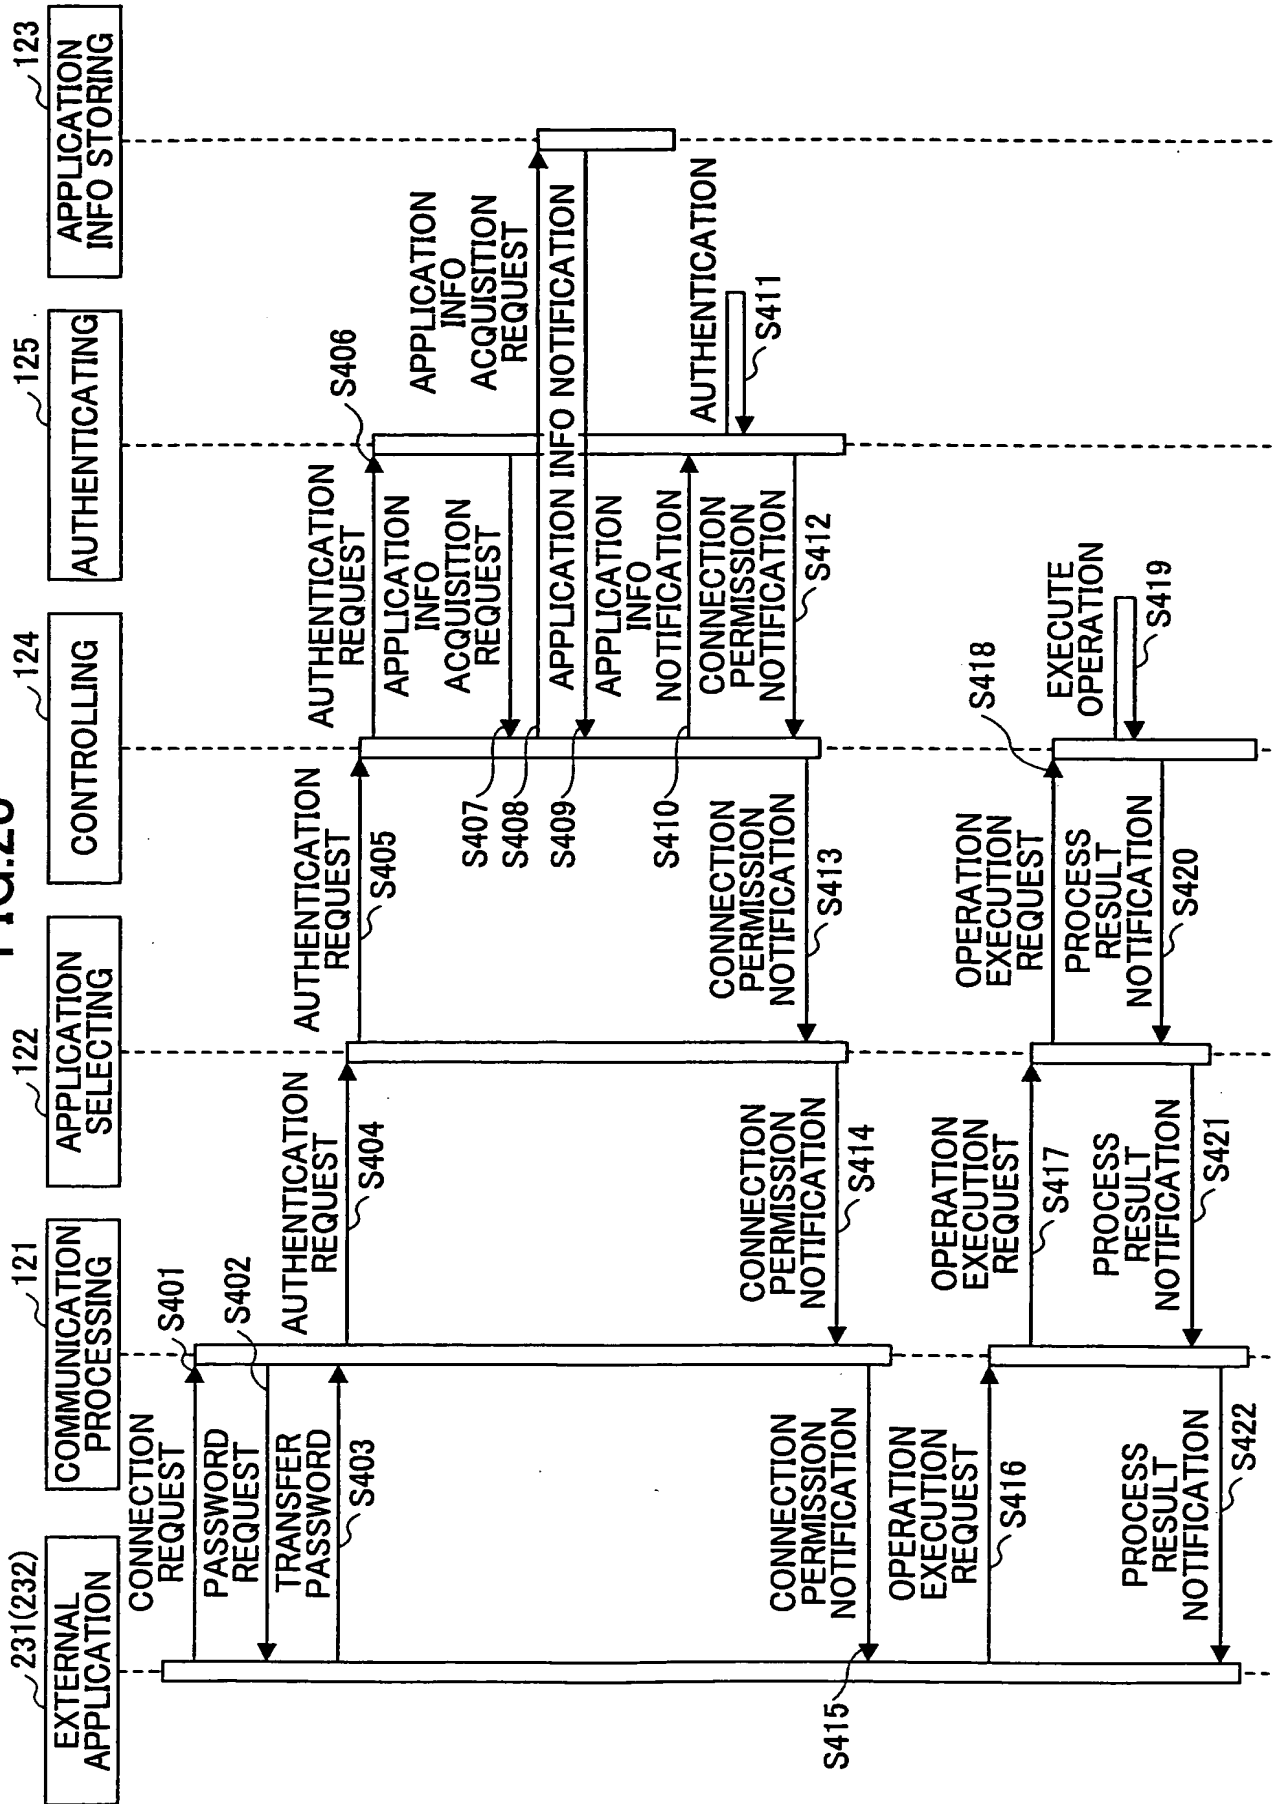 231(232)
EXTERNAL
APPLICATION
121
COMMUNICATION
PROCESSING
122
APPLICATION
SELECTING
124
CONTROLLING
125
AUTHENTICATING
123
APPLICATION
INFO STORING
CONNECTION
REQUEST
S401
PASSWORD
REQUEST
S402
TRANSFER
PASSWORD
S403
AUTHENTICATION
REQUEST
S404
AUTHENTICATION
REQUEST
S405
AUTHENTICATION
REQUEST
S406
APPLICATION
INFO
ACQUISITION
REQUEST
S407
APPLICATION
INFO
ACQUISITION
REQUEST
S408
APPLICATION INFO NOTIFICATION
S409
APPLICATION
INFO
NOTIFICATION
S410
AUTHENTICATION
S411
CONNECTION
PERMISSION
NOTIFICATION
S412
CONNECTION
PERMISSION
NOTIFICATION
S413
CONNECTION
PERMISSION
NOTIFICATION
S414
CONNECTION
PERMISSION
NOTIFICATION
S415
OPERATION
EXECUTION
REQUEST
S416
OPERATION
EXECUTION
REQUEST
S417
OPERATION
EXECUTION
REQUEST
S418
EXECUTE
OPERATION
S419
PROCESS
RESULT
NOTIFICATION
S420
PROCESS
RESULT
NOTIFICATION
S421
PROCESS
RESULT
NOTIFICATION
S422